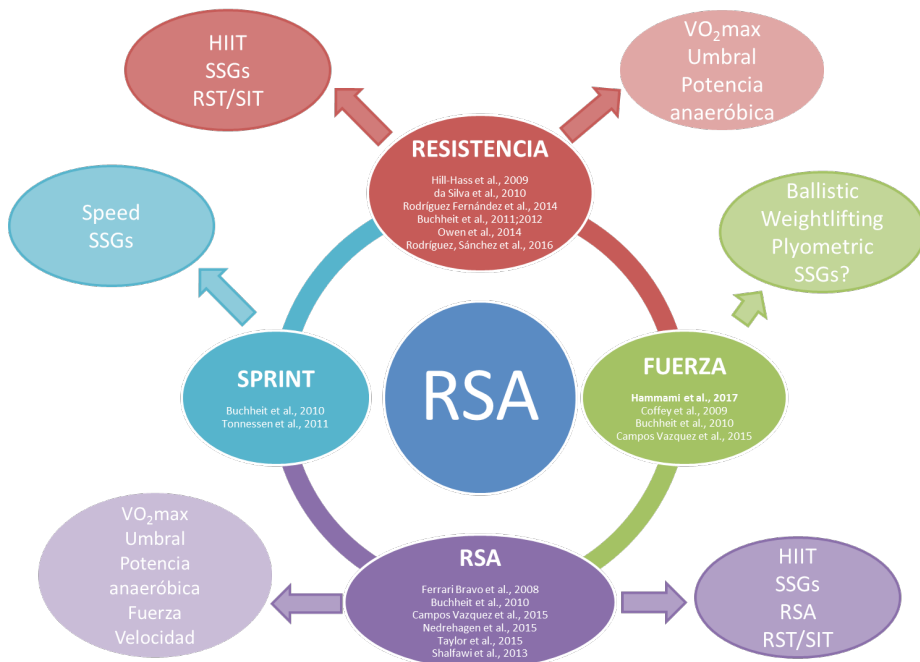 HIIT
SSGs
RST/SIT
VO₂max
Umbral
Potencia
anaeróbica
RESISTENCIA
Hill-Hass et al., 2009
da Silva et al., 2010
Rodríguez Fernández et al., 2014
Buchheit et al., 2011;2012
Owen et al., 2014
Rodríguez, Sánchez et al., 2016
Speed
SSGs
Ballistic
Weightlifting
Plyometric
SSGs?
SPRINT
Buchheit et al., 2010
Tonnessen et al., 2011
RSA
FUERZA
Hammami et al., 2017
Coffey et al., 2009
Buchheit et al., 2010
Campos Vazquez et al., 2015
VO₂max
Umbral
Potencia
anaeróbica
Fuerza
Velocidad
RSA
Ferrari Bravo et al., 2008
Buchheit et al., 2010
Campos Vazquez et al., 2015
Nedrehagen et al., 2015
Taylor et al., 2015
Shalfawi et al., 2013
HIIT
SSGs
RSA
RST/SIT